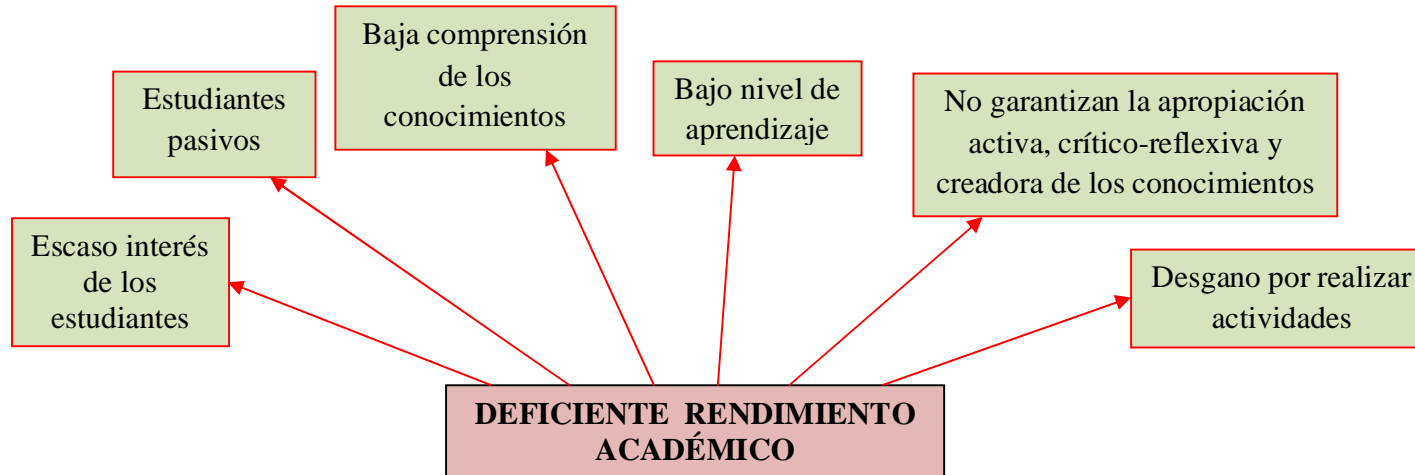 Baja comprensión
de los
conocimientos
Estudiantes
pasivos
Bajo nivel de
aprendizaje
No garantizan la apropiación
activa, crítico-reflexiva y
creadora de los conocimientos
Escaso interés
de los
estudiantes
Desgano por realizar
actividades
DEFICIENTE RENDIMIENTO
ACADÉMICO